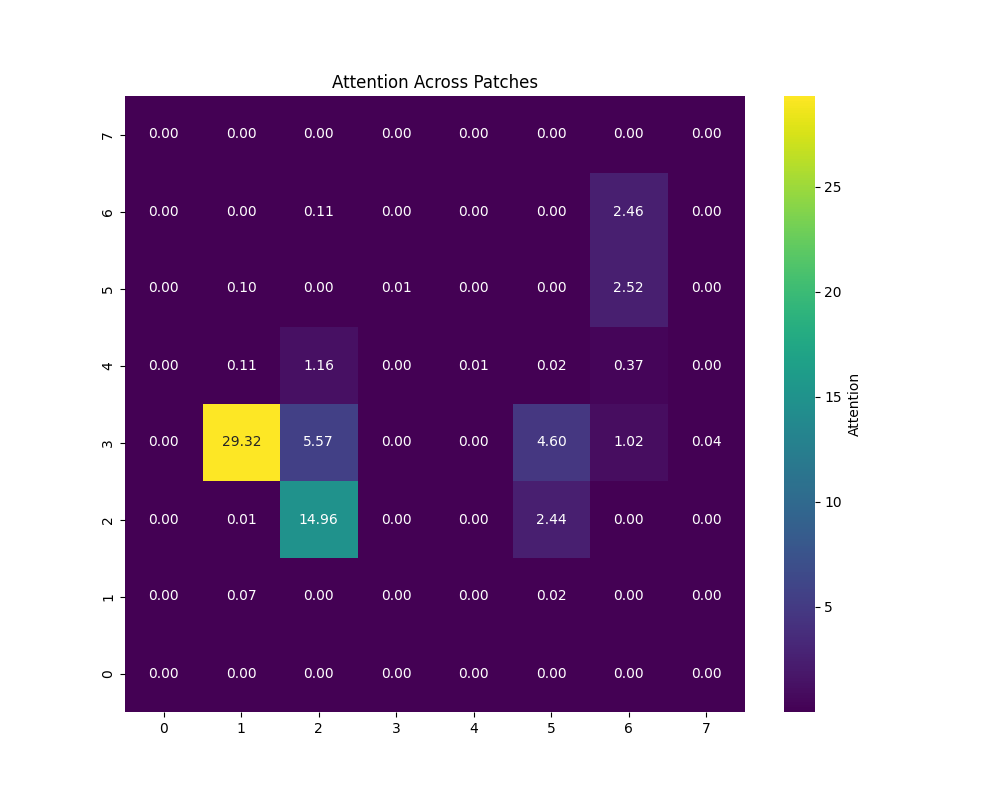 Attention Across Patches
7 0.00 0.00 0.00 0.00 0.00 0.00 0.00 0.00
6 0.00 0.00 0.11 0.00 0.00 0.00 2.46 0.00
5 0.00 0.10 0.00 0.01 0.00 0.00 2.52 0.00
4 0.00 0.11 1.16 0.00 0.01 0.02 0.37 0.00
3 0.00 29.32 5.57 0.00 0.00 4.60 1.02 0.04
2 0.00 0.01 14.96 0.00 0.00 2.44 0.00 0.00
1 0.00 0.07 0.00 0.00 0.00 0.02 0.00 0.00
0 0.00 0.00 0.00 0.00 0.00 0.00 0.00 0.00
0 1 2 3 4 5 6 7
25
20
15
10
5
Attention